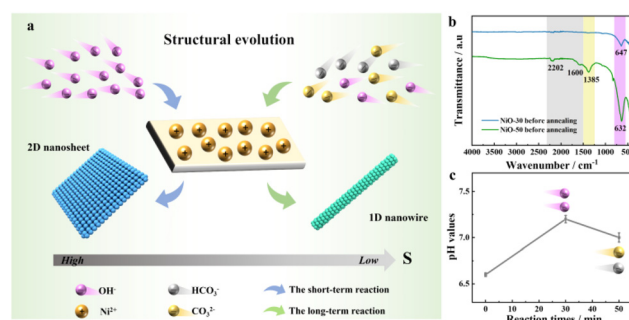 a
Structural evolution
2D nanosheet
1D nanowire
High
Low
S
OH⁻
HCO₃⁻
The short-term reaction
Ni²⁺
CO₃²⁻
The long-term reaction
b
Transmittance / a.u
647
2202
1600
1385
632
NiO-30 before annealing
NiO-50 before annealing
4000 3500 3000 2500 2000 1500 1000 500
Wavenumber / cm⁻¹
c
pH values
7.5
7.0
6.5
0 10 20 30 40 50
Reaction times / min